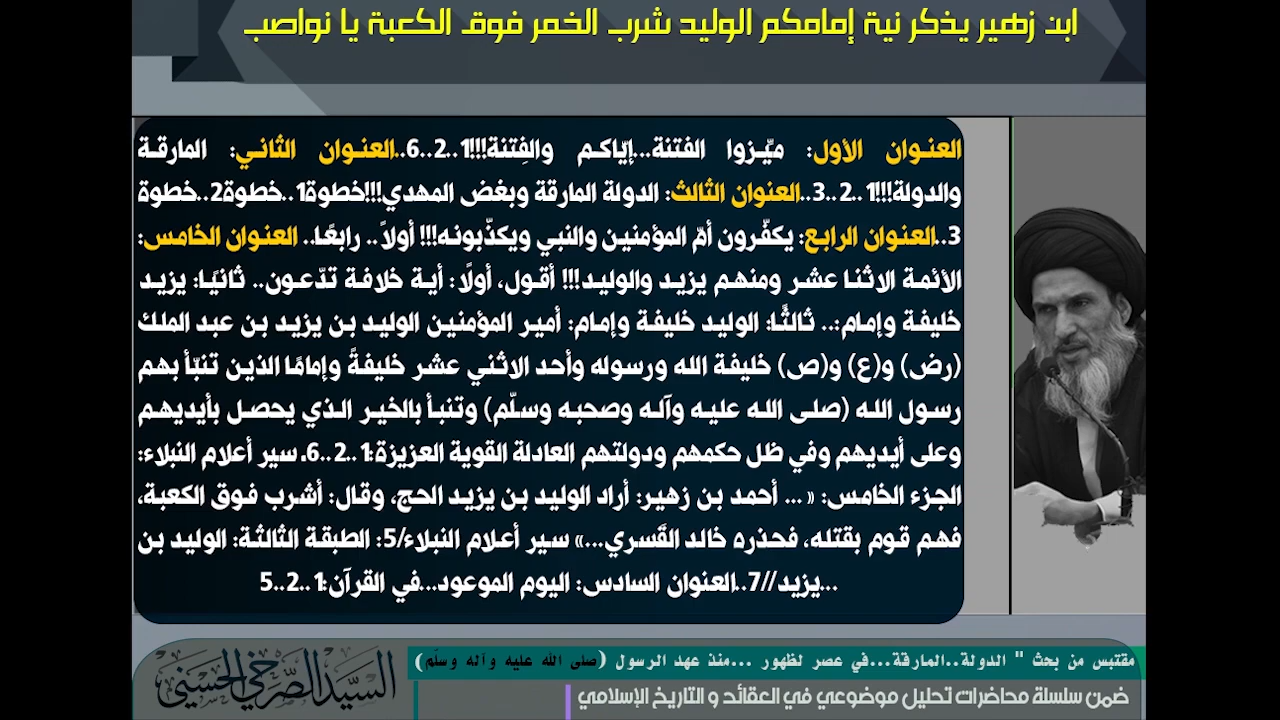 ابن زهير يذكر نية إمامكم الوليد شرب الخمر فوق الكعبة يا نواصب
العنوان الأول: ميّزوا الفتنة...إيّاكم والفِتنة!!!1..2..6..العنوان الثاني: المارقة
والدولة!!!1..2..3..العنوان الثالث: الدولة المارقة وبغض المهدي!!!خطوة1..خطوة2..خطوة
3..العنوان الرابع: يكفّرون أمّ المؤمنين والنبي ويكذّبونه!!! أولاً.. رابعًا.. العنوان الخامس:
الأئمة الاثنا عشر ومنهم يزيد والوليد!!! أقول، أولًا: أية خلافة تدّعون.. ثانيًا: يزيد
خليفة وإمام:.. ثالثًا: الوليد خليفة وإمام: أمير المؤمنين الوليد بن يزيد بن عبد الملك
(رض) و(ع) و(ص) خليفة الله ورسوله وأحد الاثني عشر خليفةً وإمامًا الذين تنبّأ بهم
رسول الله (صلى الله عليه وآله وصحبه وسلّم) وتنبأ بالخير الذي يحصل بأيديهم
وعلى أيديهم وفي ظل حكمهم ودولتهم العادلة القوية العزيزة:1..2..6. سير أعلام النبلاء:
الجزء الخامس: « ... أحمد بن زهير: أراد الوليد بن يزيد الحج، وقال: أشرب فوق الكعبة،
فهم قوم بقتله، فحذره خالد القَسري...» سير أعلام النبلاء/5: الطبقة الثالثة: الوليد بن
يزيد//7..العنوان السادس: اليوم الموعود...في القرآن:1..2..5...
مقتبس من بحث " الدولة..المارقة...في عصر لظهور ...منذ عهد الرسول (صلى الله عليه وآله وسلّم)
ضمن سلسلة محاضرات تحليل موضوعي في العقائد و التاريخ الإسلامي
السيد الصرخي الحسني